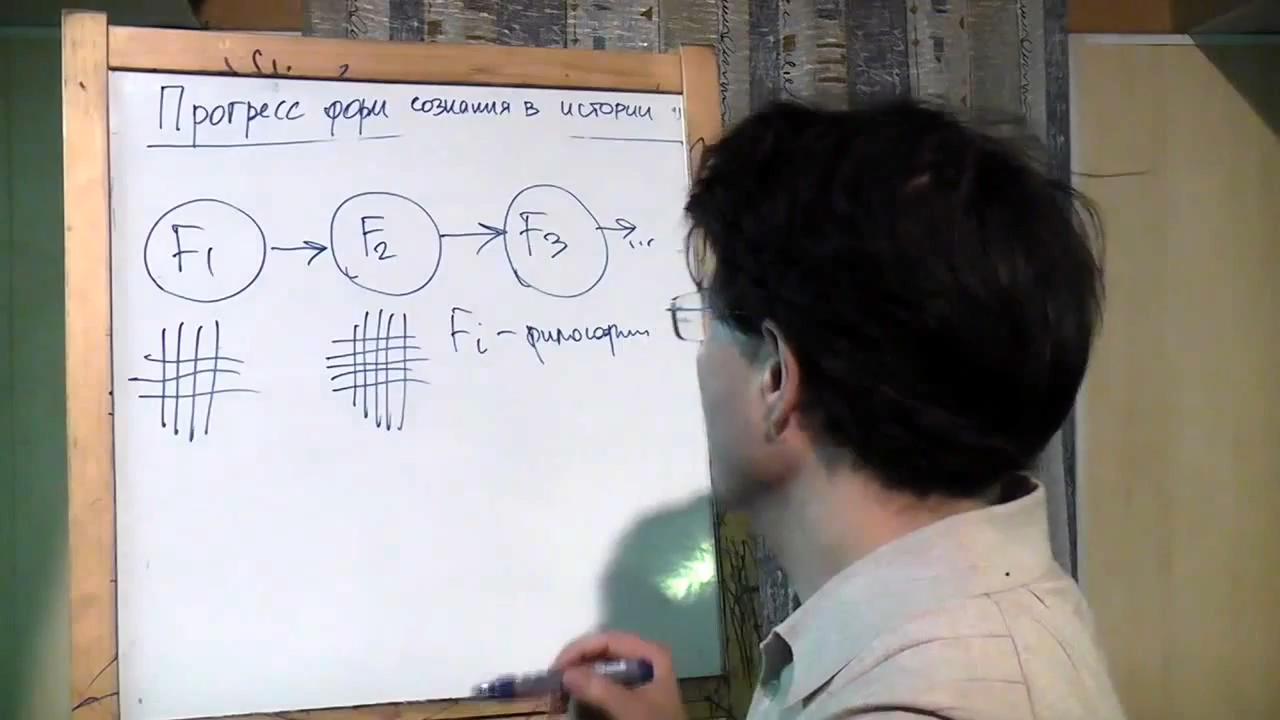 Прогресс форм сознания в истории
F1 → F2 → F3 → ...
Fi – философии